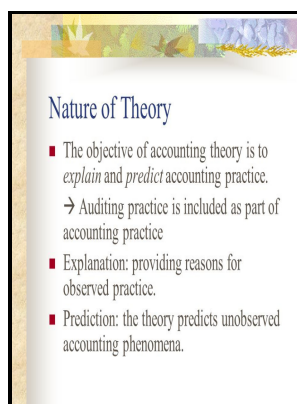 Nature of Theory
The objective of accounting theory is to
explain and predict accounting practice.
→ Auditing practice is included as part of
accounting practice
Explanation: providing reasons for
observed practice.
Prediction: the theory predicts unobserved
accounting phenomena.